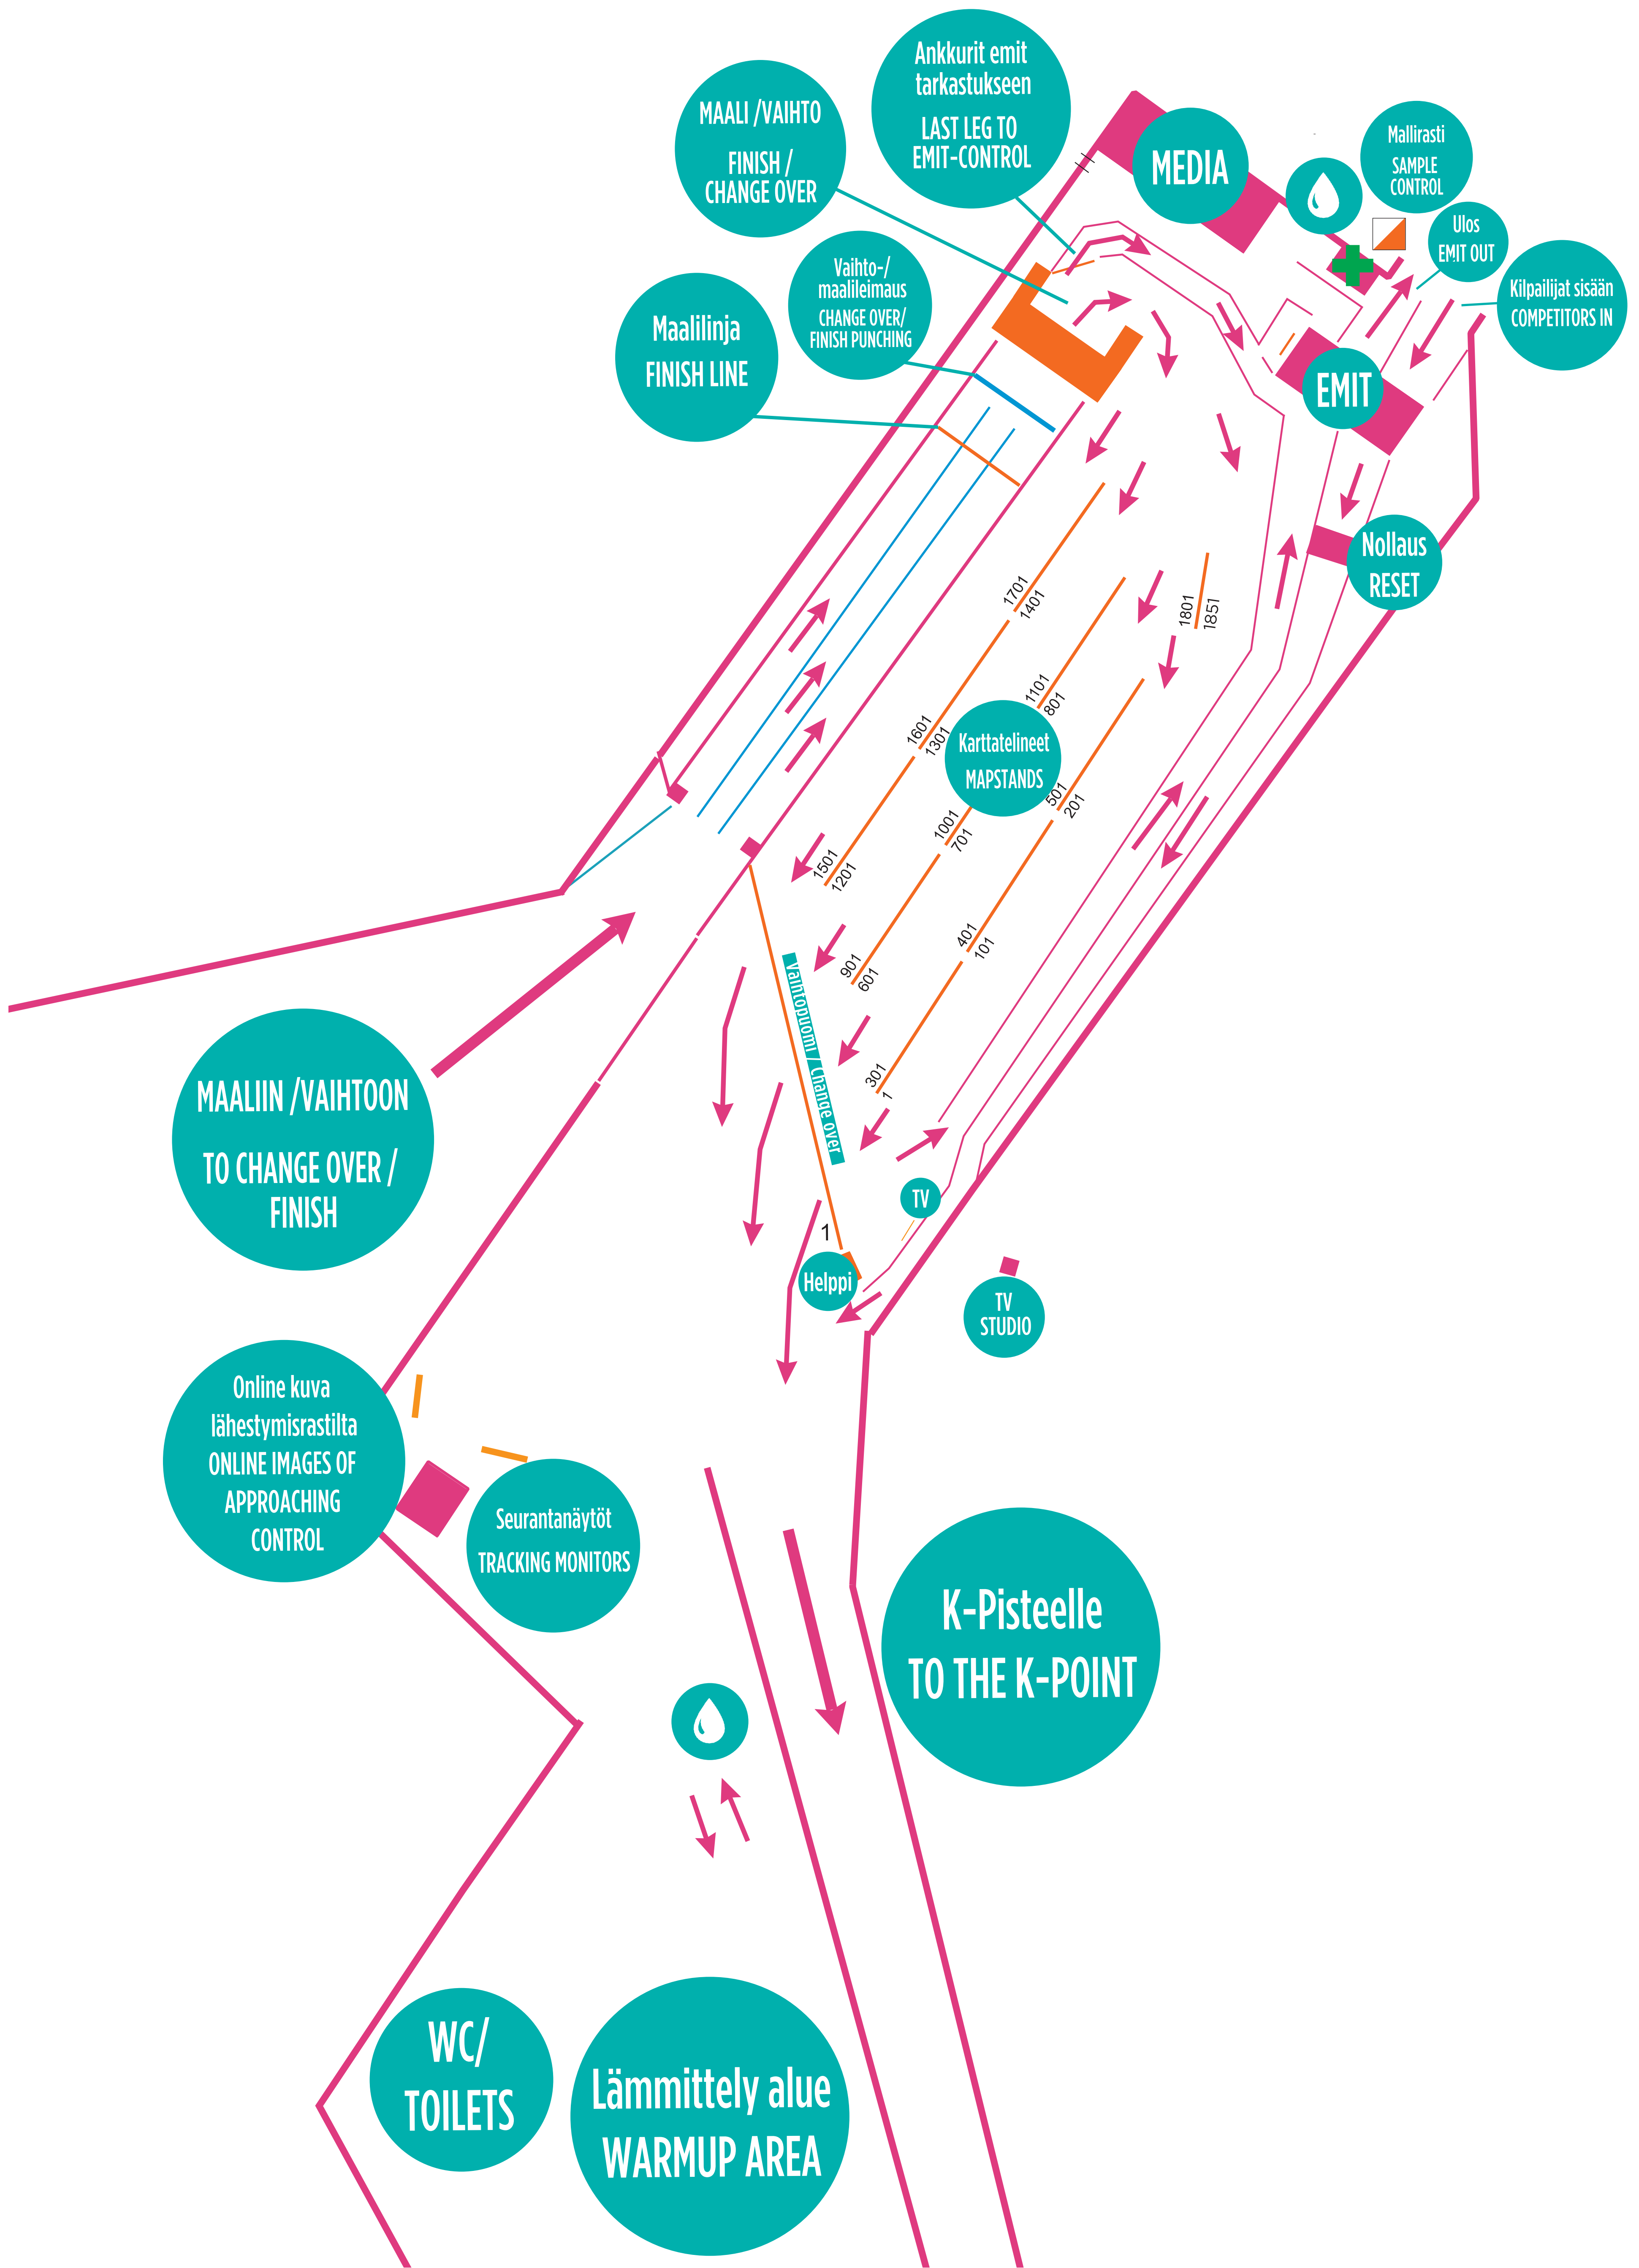 Ankkurit emit
tarkastukseen
LAST LEG TO
EMIT-CONTROL
MAALI /VAIHTO
FINISH /
CHANGE OVER
MEDIA
Mallirasti
SAMPLE
CONTROL
Ulos
EMIT OUT
Kilpailijat sisään
COMPETITORS IN
Vaihto-/
maalileimaus
CHANGE OVER/
FINISH PUNCHING
Maalilinja
FINISH LINE
EMIT
Nollaus
RESET
1701
1401
1801
1851
1101
801
1601
1301
Karttatelineet
MAPSTANDS
501
201
1001
701
1501
1201
401
101
901
601
301
1
Vaihtopuomi / Change over
MAALIIN /VAIHTOON
TO CHANGE OVER /
FINISH
TV
1
Helppi
TV
STUDIO
Online kuva
lähestymisrastilta
ONLINE IMAGES OF
APPROACHING
CONTROL
Seurantanäytöt
TRACKING MONITORS
K-Pisteelle
TO THE K-POINT
WC/
TOILETS
Lämmittely alue
WARMUP AREA